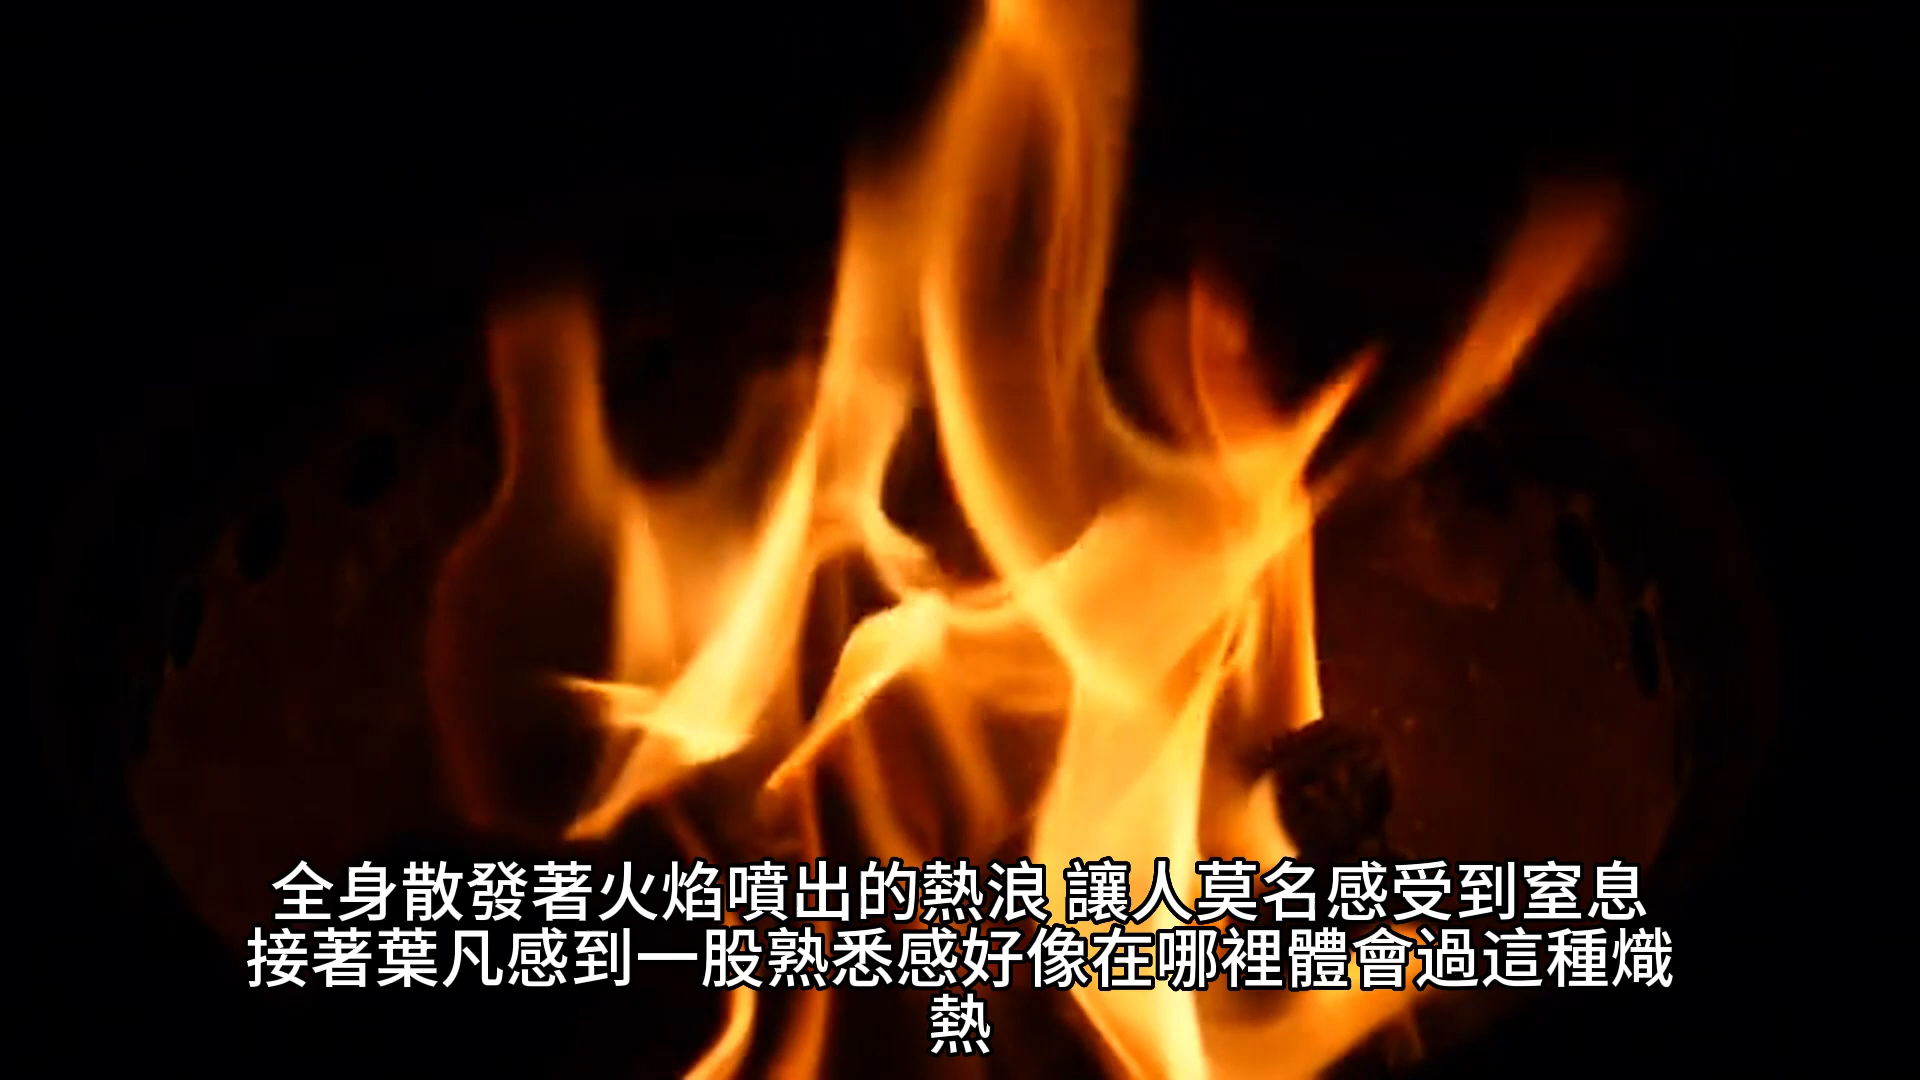 全身散發著火焰噴出的熱浪 讓人莫名感受到窒息
接著葉凡感到一股熟悉感好像在哪裡體會過這種熾
熱